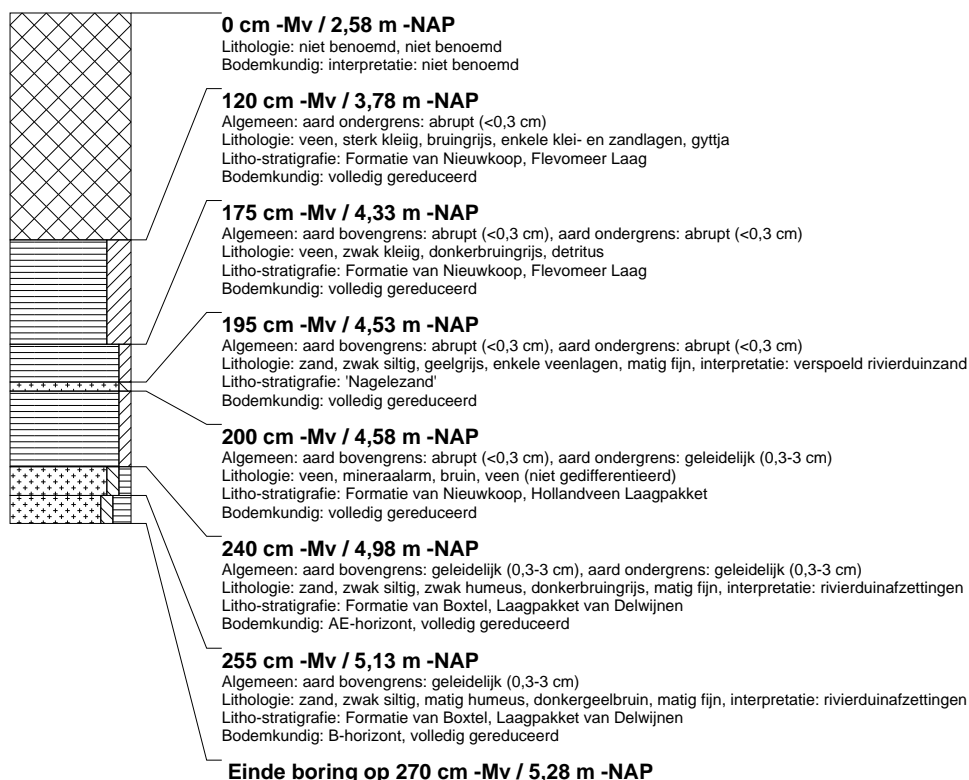 0 cm -Mv / 2,58 m -NAP
Lithologie: niet benoemd, niet benoemd
Bodemkundig: interpretatie: niet benoemd
120 cm -Mv / 3,78 m -NAP
Algemeen: aard ondergrens: abrupt (<0,3 cm)
Lithologie: veen, sterk kleiig, bruingrijs, enkele klei- en zandlagen, gyttja
Litho-stratigrafie: Formatie van Nieuwkoop, Flevomeer Laag
Bodemkundig: volledig gereduceerd
175 cm -Mv / 4,33 m -NAP
Algemeen: aard bovengrens: abrupt (<0,3 cm), aard ondergrens: abrupt (<0,3 cm)
Lithologie: veen, zwak kleiig, donkerbruingrijs, detritus
Litho-stratigrafie: Formatie van Nieuwkoop, Flevomeer Laag
Bodemkundig: volledig gereduceerd
195 cm -Mv / 4,53 m -NAP
Algemeen: aard bovengrens: abrupt (<0,3 cm), aard ondergrens: abrupt (<0,3 cm)
Lithologie: zand, zwak siltig, geelgrijs, enkele veenlagen, matig fijn, interpretatie: verspoeld rivierduinzand
Litho-stratigrafie: 'Nagelezand'
Bodemkundig: volledig gereduceerd
200 cm -Mv / 4,58 m -NAP
Algemeen: aard bovengrens: abrupt (<0,3 cm), aard ondergrens: geleidelijk (0,3-3 cm)
Lithologie: veen, mineraalarm, bruin, veen (niet gedifferentieerd)
Litho-stratigrafie: Formatie van Nieuwkoop, Hollandveen Laagpakket
Bodemkundig: volledig gereduceerd
240 cm -Mv / 4,98 m -NAP
Algemeen: aard bovengrens: geleidelijk (0,3-3 cm), aard ondergrens: geleidelijk (0,3-3 cm)
Lithologie: zand, zwak siltig, zwak humeus, donkerbruingrijs, matig fijn, interpretatie: rivierduinafzettingen
Litho-stratigrafie: Formatie van Boxtel, Laagpakket van Delwijnen
Bodemkundig: AE-horizont, volledig gereduceerd
255 cm -Mv / 5,13 m -NAP
Algemeen: aard bovengrens: geleidelijk (0,3-3 cm)
Lithologie: zand, zwak siltig, matig humeus, donkergeelbruin, matig fijn, interpretatie: rivierduinafzettingen
Litho-stratigrafie: Formatie van Boxtel, Laagpakket van Delwijnen
Bodemkundig: B-horizont, volledig gereduceerd
Einde boring op 270 cm -Mv / 5,28 m -NAP